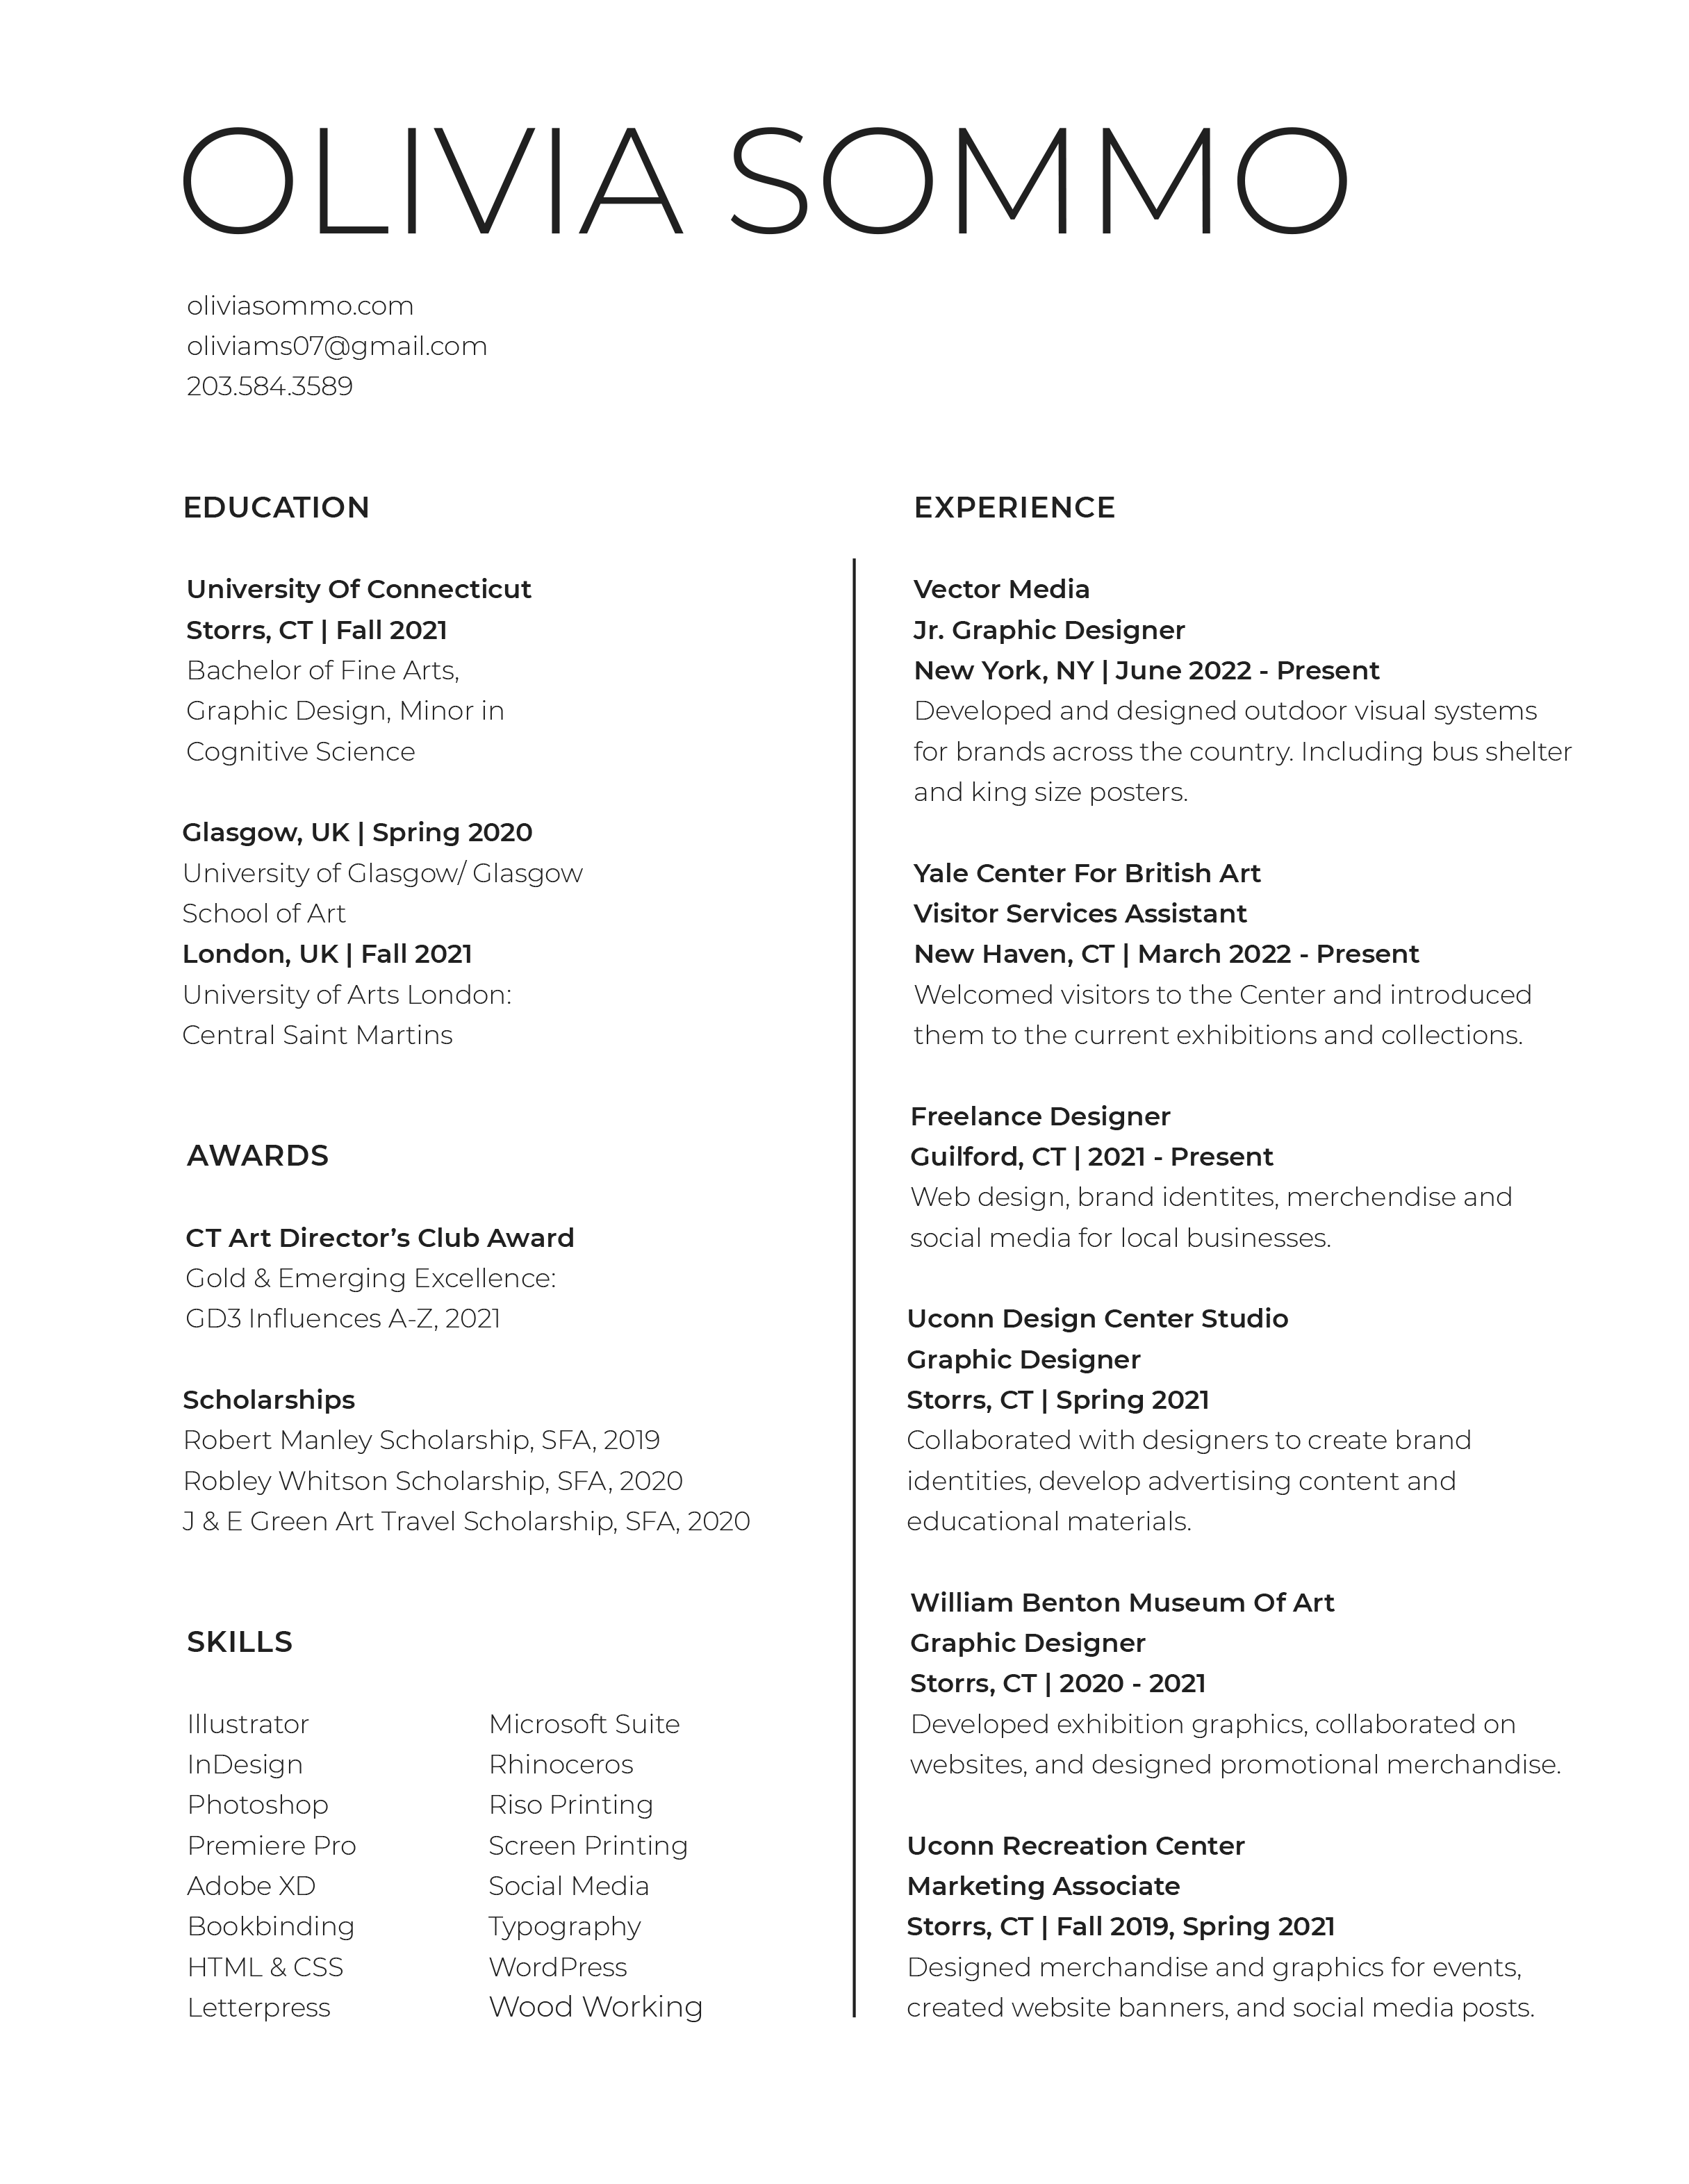 OLIVIA SOMMO
oliviasommo.com
oliviams07@gmail.com
203.584.3589
EDUCATION
University Of Connecticut
Storrs, CT | Fall 2021
Bachelor of Fine Arts,
Graphic Design, Minor in
Cognitive Science
Glasgow, UK | Spring 2020
University of Glasgow/ Glasgow
School of Art
London, UK | Fall 2021
University of Arts London:
Central Saint Martins
AWARDS
CT Art Director’s Club Award
Gold & Emerging Excellence:
GD3 Influences A-Z, 2021
Scholarships
Robert Manley Scholarship, SFA, 2019
Robley Whitson Scholarship, SFA, 2020
J & E Green Art Travel Scholarship, SFA, 2020
SKILLS
Illustrator
InDesign
Photoshop
Premiere Pro
Adobe XD
Bookbinding
HTML & CSS
Letterpress
Microsoft Suite
Rhinoceros
Riso Printing
Screen Printing
Social Media
Typography
WordPress
Wood Working
EXPERIENCE
Vector Media
Jr. Graphic Designer
New York, NY | June 2022 - Present
Developed and designed outdoor visual systems
for brands across the country. Including bus shelter
and king size posters.
Yale Center For British Art
Visitor Services Assistant
New Haven, CT | March 2022 - Present
Welcomed visitors to the Center and introduced
them to the current exhibitions and collections.
Freelance Designer
Guilford, CT | 2021 - Present
Web design, brand identites, merchendise and
social media for local businesses.
Uconn Design Center Studio
Graphic Designer
Storrs, CT | Spring 2021
Collaborated with designers to create brand
identities, develop advertising content and
educational materials.
William Benton Museum Of Art
Graphic Designer
Storrs, CT | 2020 - 2021
Developed exhibition graphics, collaborated on
websites, and designed promotional merchandise.
Uconn Recreation Center
Marketing Associate
Storrs, CT | Fall 2019, Spring 2021
Designed merchandise and graphics for events,
created website banners, and social media posts.